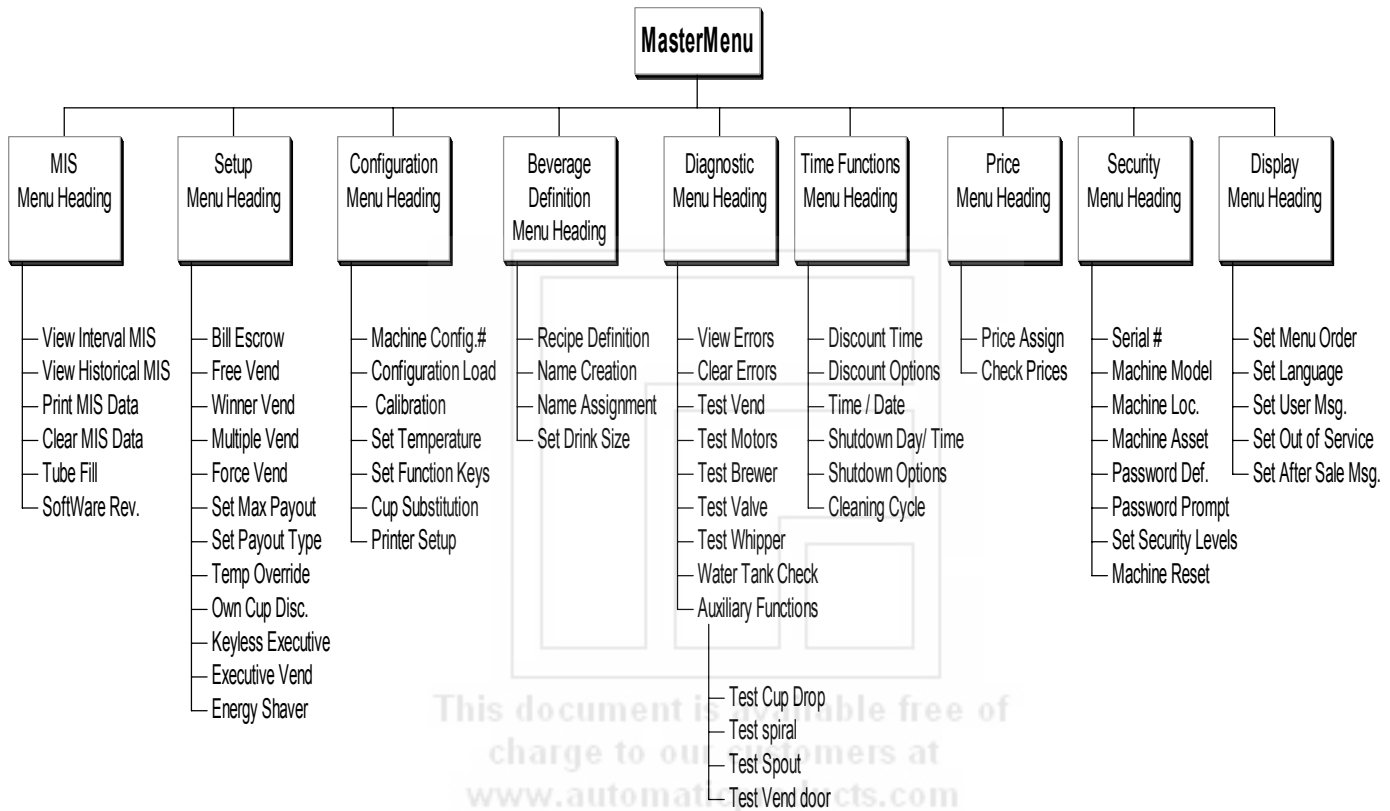 MasterMenu
MIS
Menu Heading
View Interval MIS
View Historical MIS
Print MIS Data
Clear MIS Data
Tube Fill
SoftWare Rev.
Setup
Menu Heading
Bill Escrow
Free Vend
Winner Vend
Multiple Vend
Force Vend
Set Max Payout
Set Payout Type
Temp Override
Own Cup Disc.
Keyless Executive
Executive Vend
Energy Shaver
Configuration
Menu Heading
Machine Config.#
Configuration Load
Calibration
Set Temperature
Set Function Keys
Cup Substitution
Printer Setup
Beverage
Definition
Menu Heading
Recipe Definition
Name Creation
Name Assignment
Set Drink Size
Diagnostic
Menu Heading
View Errors
Clear Errors
Test Vend
Test Motors
Test Brewer
Test Valve
Test Whipper
Water Tank Check
Auxiliary Functions
Test Cup Drop
Test spiral
Test Spout
Test Vend door
Time Functions
Menu Heading
Discount Time
Discount Options
Time / Date
Shutdown Day/ Time
Shutdown Options
Cleaning Cycle
Price
Menu Heading
Price Assign
Check Prices
Security
Menu Heading
Serial #
Machine Model
Machine Loc.
Machine Asset
Password Def.
Password Prompt
Set Security Levels
Machine Reset
Display
Menu Heading
Set Menu Order
Set Language
Set User Msg.
Set Out of Service
Set After Sale Msg.
This document is available free of
charge to our customers at
www.automaticproducts.com